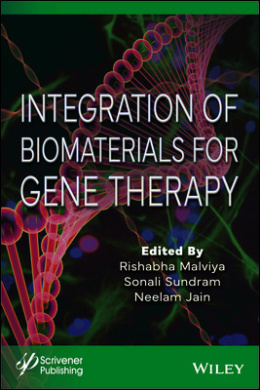 INTEGRATION OF
BIOMATERIALS FOR
GENE THERAPY
Edited By
Rishabha Malviya
Sonali Sundram
Neelam Jain
Scrivener
Publishing
WILEY